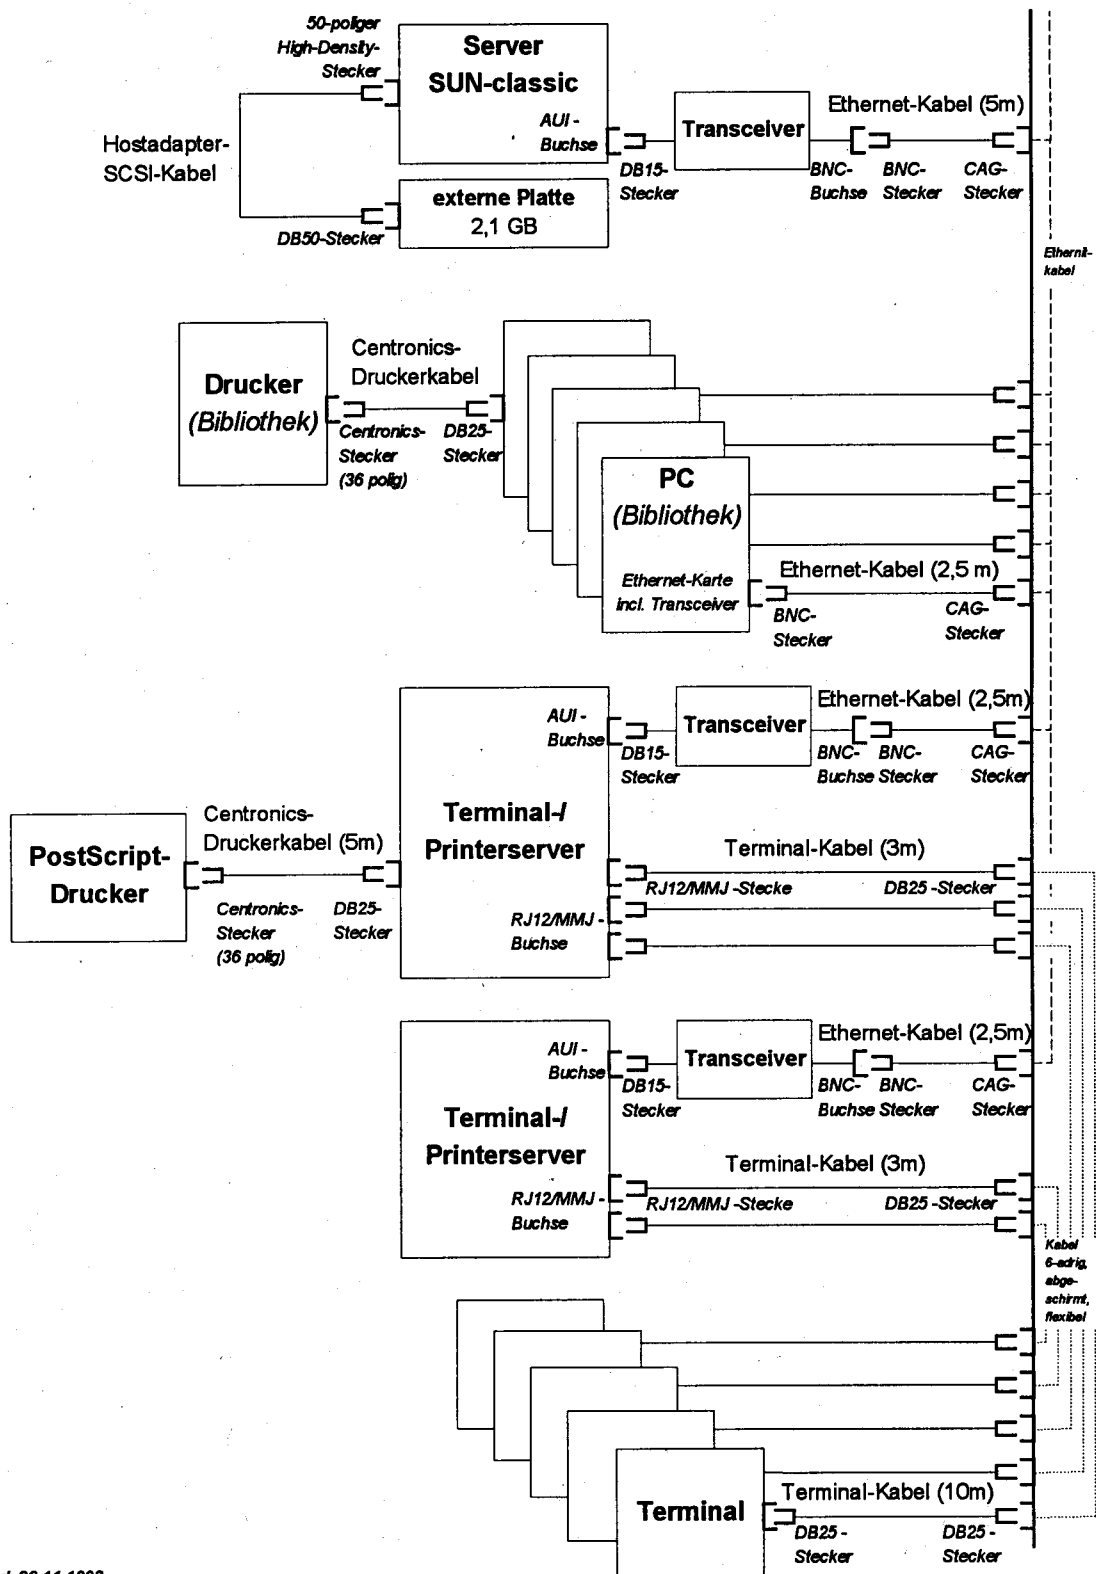 50-poliger
High-Density-
Stecker
Server
SUN-classic
AUI -
Buchse
Hostadapter-
SCSI-Kabel
DB15-
Stecker
Transceiver
Ethernet-Kabel (5m)
BNC-
Buchse
BNC-
Stecker
CAG-
Stecker
externe Platte
2,1 GB
DB50-Stecker
Ethernit-
kabel
Drucker
(Bibliothek)
Centronics-
Druckerkabel
Centronics-
Stecker
(36 polig)
DB25-
Stecker
PC
(Bibliothek)
Ethernet-Karte
incl. Transceiver
Ethernet-Kabel (2,5 m)
BNC-
Stecker
CAG-
Stecker
AUI -
Buchse
DB15-
Stecker
Transceiver
Ethernet-Kabel (2,5m)
BNC-
Buchse
BNC-
Stecker
CAG-
Stecker
Terminal-/
Printerserver
PostScript-
Drucker
Centronics-
Druckerkabel (5m)
Centronics-
Stecker
(36 polig)
DB25-
Stecker
Terminal-Kabel (3m)
RJ12/MMJ -Stecke
DB25 -Stecker
RJ12/MMJ -
Buchse
AUI -
Buchse
DB15-
Stecker
Transceiver
Ethernet-Kabel (2,5m)
BNC-
Buchse
BNC-
Stecker
CAG-
Stecker
Terminal-/
Printerserver
Terminal-Kabel (3m)
RJ12/MMJ -Stecke
DB25 -Stecker
RJ12/MMJ -
Buchse
Kabel
6-adrig,
abge-
schirmt,
flexibel
Terminal
Terminal-Kabel (10m)
DB25 -
Stecker
DB25 -
Stecker